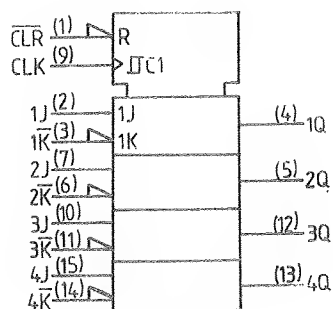 C̅L̅R̅ (1) R
CLK (9) C1
1J (2) 1J (4) 1Q
1K̅ (3) 1K
2J (7) (5) 2Q
2K̅ (6)
3J (10) (12) 3Q
3K̅ (11)
4J (15) (13) 4Q
4K̅ (14)